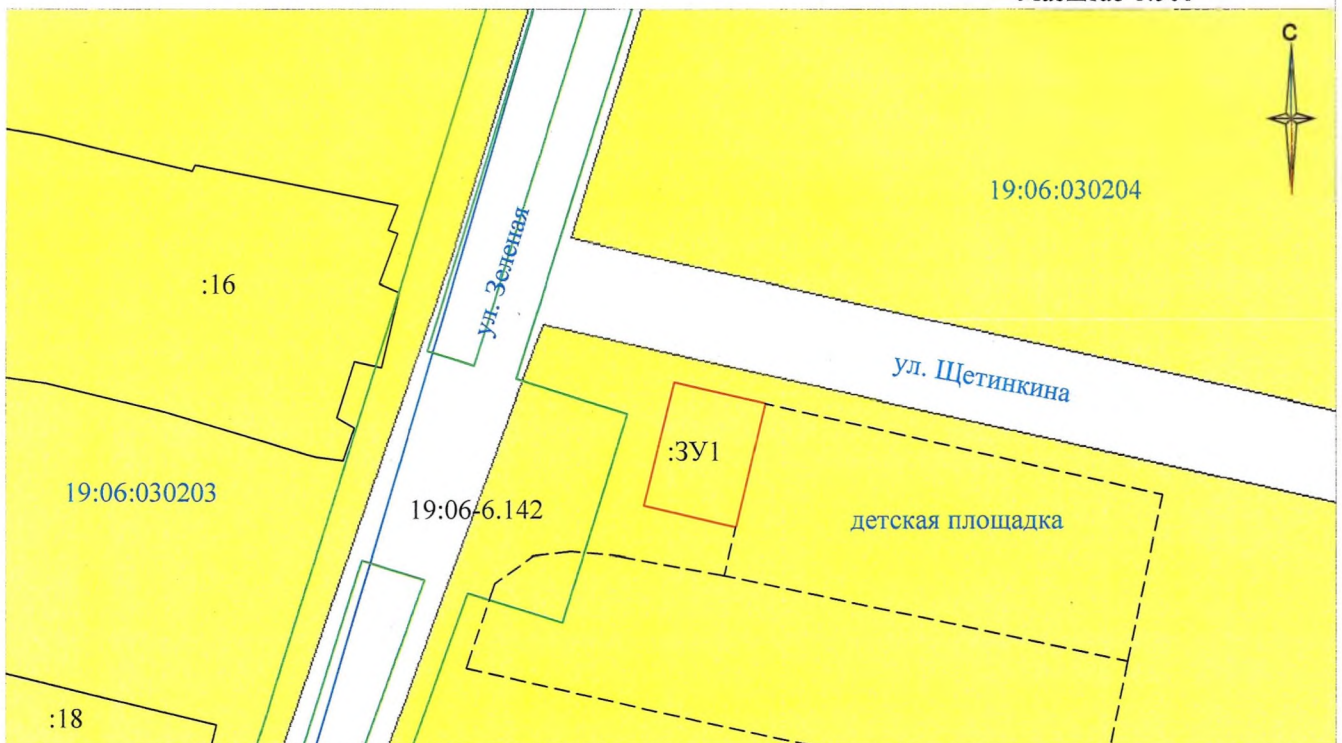 С
19:06:030204
ул. Зеленая
:16
ул. Щетинкина
:ЗУ1
19:06:030203
19:06-6.142
детская площадка
:18